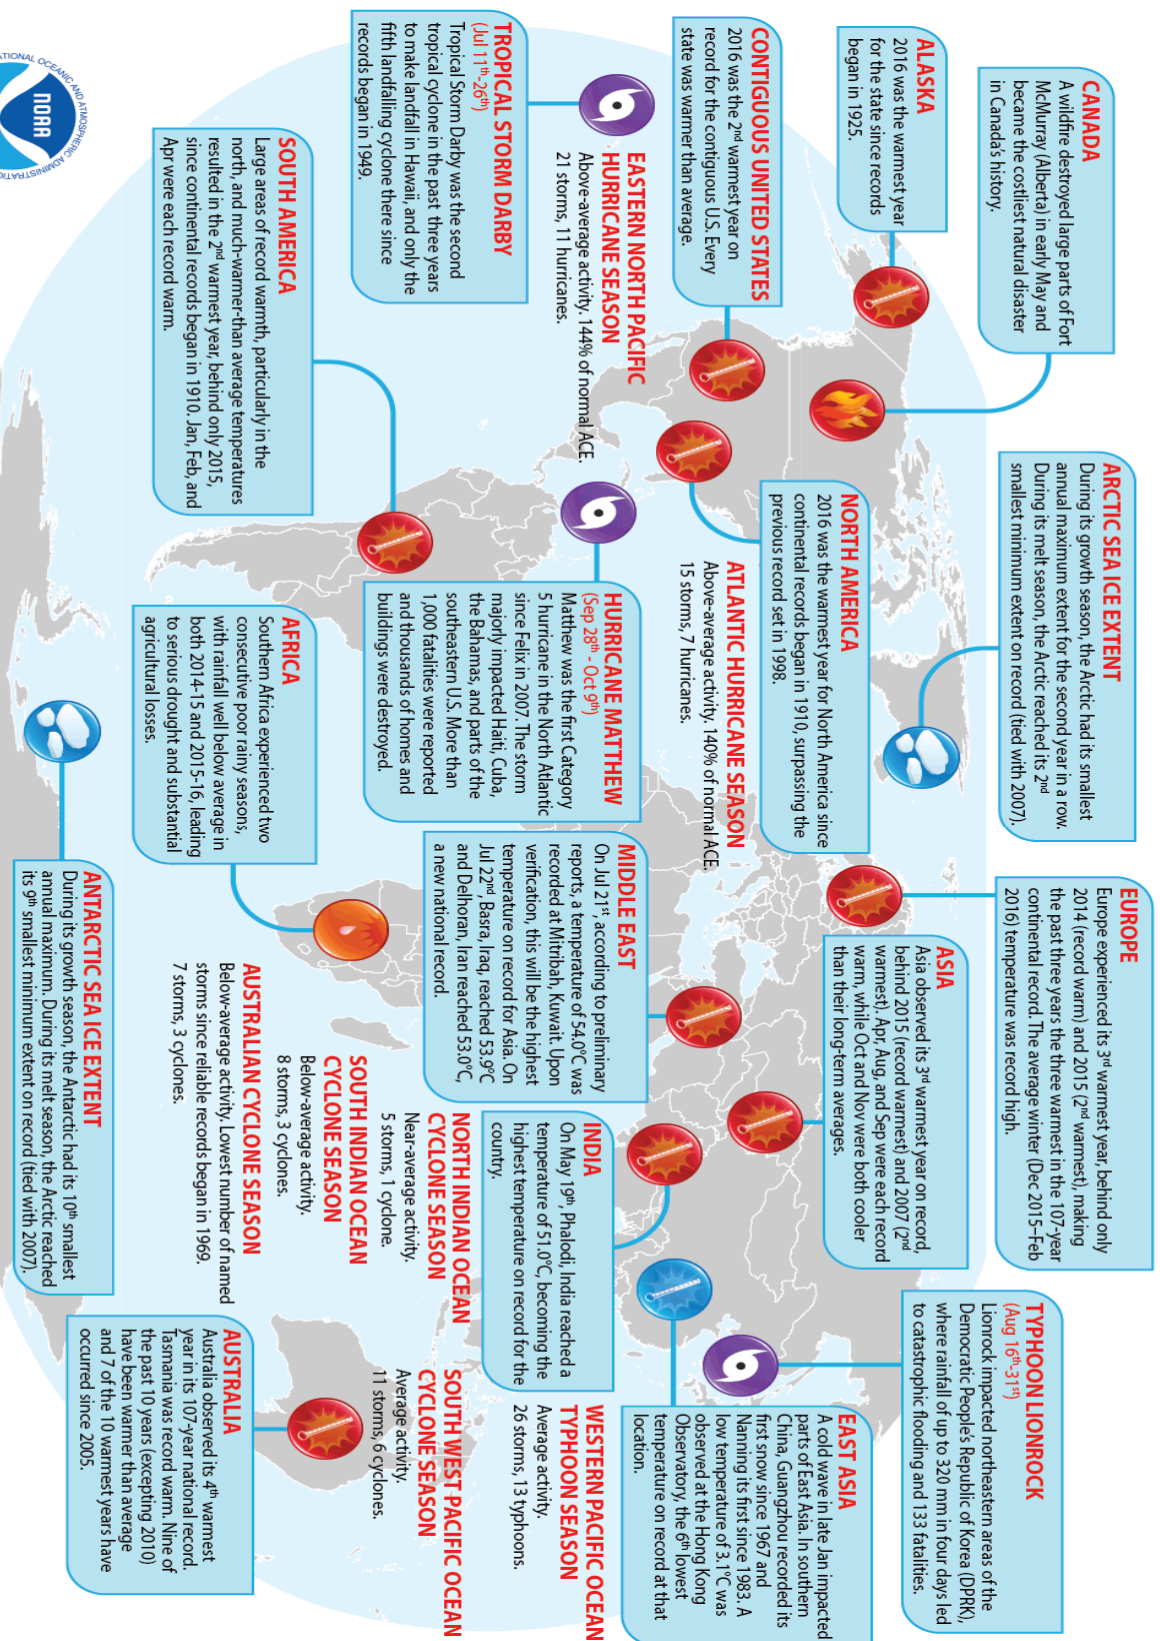 CANADA
A wildfire destroyed large parts of Fort
McMurray (Alberta) in early May and
became the costliest natural disaster
in Canada's history.
ARCTIC SEA ICE EXTENT
During its growth season, the Arctic had its smallest
annual maximum extent for the second year in a row.
During its melt season, the Arctic reached its 2nd
smallest minimum extent on record (tied with 2007).
EUROPE
Europe experienced its 3rd warmest year, behind only
2014 (record warm) and 2015 (2nd warmest), making
the past three years the three warmest in the 107-year
continental record. The average winter (Dec 2015–Feb
2016) temperature was record high.
TYPHOON LIONROCK
(Aug 16th-31st)
Lionrock impacted northeastern areas of the
Democratic People's Republic of Korea (DPRK),
where rainfall of up to 320 mm in four days led
to catastrophic flooding and 133 fatalities.
ALASKA
2016 was the warmest year
for the state since records
began in 1925.
NORTH AMERICA
2016 was the warmest year for North America since
continental records began in 1910, surpassing the
previous record set in 1998.
ASIA
Asia observed its 3rd warmest year on record,
behind 2015 (record warmest) and 2007 (2nd
warmest). Apr, Aug, and Sep were each record
warm, while Oct and Nov were both cooler
than their long-term averages.
EAST ASIA
A cold wave in late Jan impacted
parts of East Asia. In southern
China, Guangzhou recorded its
first snow since 1967 and
Nanning its first since 1983. A
low temperature of 3.1°C was
observed at the Hong Kong
Observatory, the 6th lowest
temperature on record at that
location.
CONTIGUOUS UNITED STATES
2016 was the 2nd warmest year on
record for the contiguous U.S. Every
state was warmer than average.
ATLANTIC HURRICANE SEASON
Above-average activity. 140% of normal ACE.
15 storms, 7 hurricanes.
EASTERN NORTH PACIFIC
HURRICANE SEASON
Above-average activity. 144% of normal ACE.
21 storms, 11 hurricanes.
HURRICANE MATTHEW
(Sep 28th - Oct 9th)
Matthew was the first Category
5 hurricane in the North Atlantic
since Felix in 2007. The storm
majorly impacted Haiti, Cuba,
the Bahamas, and parts of the
southeastern U.S. More than
1,000 fatalities were reported
and thousands of homes and
buildings were destroyed.
MIDDLE EAST
On Jul 21st, according to preliminary
reports, a temperature of 54.0°C was
recorded at Mitribah, Kuwait. Upon
verification, this will be the highest
temperature on record for Asia. On
Jul 22nd, Basra, Iraq, reached 53.9°C
and Delhoran, Iran reached 53.0°C,
a new national record.
INDIA
On May 19th, Phalodi, India reached a
temperature of 51.0°C, becoming the
highest temperature on record for the
country.
WESTERN PACIFIC OCEAN
TYPHOON SEASON
Average activity.
26 storms, 13 typhoons.
TROPICAL STORM DARBY
(Jul 11th-26th)
Tropical Storm Darby was the second
tropical cyclone in the past three years
to make landfall in Hawaii, and only the
fifth landfalling cyclone there since
records began in 1949.
NORTH INDIAN OCEAN
CYCLONE SEASON
Near-average activity.
5 storms, 1 cyclone.
SOUTH WEST PACIFIC OCEAN
CYCLONE SEASON
Average activity.
11 storms, 6 cyclones.
SOUTH INDIAN OCEAN
CYCLONE SEASON
Below-average activity.
8 storms, 3 cyclones.
SOUTH AMERICA
Large areas of record warmth, particularly in the
north, and much-warmer-than average temperatures
resulted in the 2nd warmest year, behind only 2015,
since continental records began in 1910. Jan, Feb, and
Apr were each record warm.
AFRICA
Southern Africa experienced two
consecutive poor rainy seasons,
with rainfall well below average in
both 2014-15 and 2015-16, leading
to serious drought and substantial
agricultural losses.
AUSTRALIAN CYCLONE SEASON
Below-average activity. Lowest number of named
storms since reliable records began in 1969.
7 storms, 3 cyclones.
AUSTRALIA
Australia observed its 4th warmest
year in its 107-year national record.
Tasmania was record warm. Nine of
the past 10 years (excepting 2010)
have been warmer than average
and 7 of the 10 warmest years have
occurred since 2005.
ANTARCTIC SEA ICE EXTENT
During its growth season, the Antarctic had its 10th smallest
annual maximum. During its melt season, the Arctic reached
its 9th smallest minimum extent on record (tied with 2007).
OCEANIC AND ATMOSPHERIC
NOAA